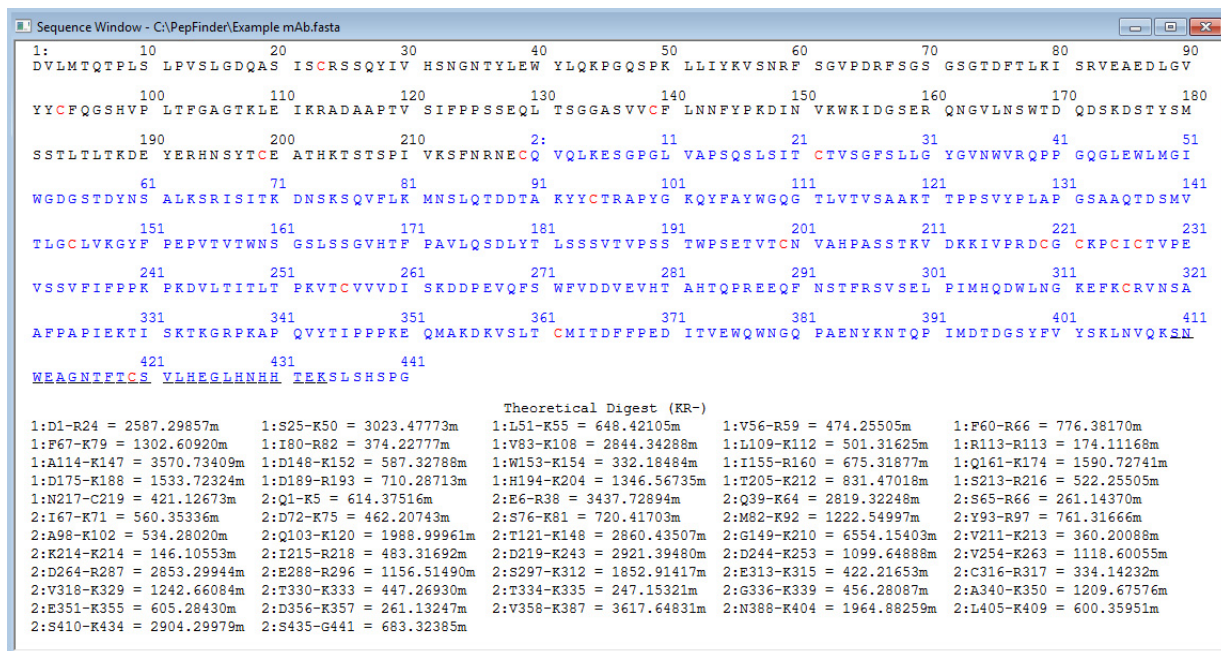 Sequence Window - C:\PepFinder\Example mAb.fasta
1: 10 20 30 40 50 60 70 80 90
DVLMTQTPLS LPVSLGDQAS ISCRSSQYIV HSNGNTYLEW YLQKPGQSPK LLIYKVSNRF SGVPDRFSGS GSGTDFTLKI SRVEAEDLGV
100 110 120 130 140 150 160 170 180
YYCFQGSHVP LTFGAGTKLE IKRADAAPTV SIFPPSSEQL TSGGASVVCF LNNFYPKDIN VKWKIDGSER QNGVLNSWTD QDSKDSTYSM
190 200 210 2: 11 21 31 41 51
SSTLTLTKDE YERHNSYTCE ATHKTSTSPI VKSFNRNECQ VQLKESGPGL VAPSQSLSIT CTVSGFSLLG YGVNWVRQPP GQGLEWLMGI
61 71 81 91 101 111 121 131 141
WGDGSTDYNS ALKSRISITK DNSKSQVFLK MNSLQTDDTA KYYCTRAPYG KQYFAYWGQG TLVTVSAAKT TPPSVYPLAP GSAAQTDSMV
151 161 171 181 191 201 211 221 231
TLGCLVKGYF PEPVTVTWNS GSLSSGVHTF PAVLQSDLYT LSSSVTVPSS TWPSETVTCN VAHPASSTKV DKKIVPRDCG CKPCICTVPE
241 251 261 271 281 291 301 311 321
VSSVFIFPPK PKDVLTITLT PKVTCVVVDI SKDDPEVQFS WFVDDVEVHT AHTQPREEQF NSTFRSVSEL PIMHQDWLNG KEFKCRVNSA
331 341 351 361 371 381 391 401 411
AFPAPIEKTI SKTKGRPKAP QVYTIPPPKE QMAKDKVSLT CMITDFFPED ITVEWQWNGQ PAENYKNTQP IMDTDGSYFV YSKLNVQKSN
421 431 441
WEAGNTFTCS VLHEGLHNHH TEKSLSHSPG
Theoretical Digest (KR-)
1:D1-R24 = 2587.29857m 1:S25-K50 = 3023.47773m 1:L51-K55 = 648.42105m 1:V56-R59 = 474.25505m 1:F60-R66 = 776.38170m
1:F67-K79 = 1302.60920m 1:I80-R82 = 374.22777m 1:V83-K108 = 2844.34288m 1:L109-K112 = 501.31625m 1:R113-R113 = 174.11168m
1:A114-K147 = 3570.73409m 1:D148-K152 = 587.32788m 1:W153-K154 = 332.18484m 1:I155-R160 = 675.31877m 1:Q161-K174 = 1590.72741m
1:D175-K188 = 1533.72324m 1:D189-R193 = 710.28713m 1:H194-K204 = 1346.56735m 1:T205-K212 = 831.47018m 1:S213-R216 = 522.25505m
1:N217-C219 = 421.12673m 2:Q1-K5 = 614.37516m 2:E6-R38 = 3437.72894m 2:Q39-K64 = 2819.32248m 2:S65-R66 = 261.14370m
2:I67-K71 = 560.35336m 2:D72-K75 = 462.20743m 2:S76-K81 = 720.41703m 2:M82-K92 = 1222.54997m 2:Y93-R97 = 761.31666m
2:A98-K102 = 534.28020m 2:Q103-K120 = 1988.99961m 2:T121-K148 = 2860.43507m 2:G149-K210 = 6554.15403m 2:V211-K213 = 360.20088m
2:K214-K214 = 146.10553m 2:I215-R218 = 483.31692m 2:D219-K243 = 2921.39480m 2:D244-K253 = 1099.64888m 2:V254-K263 = 1118.60055m
2:D264-R287 = 2853.29944m 2:E288-R296 = 1156.51490m 2:S297-K312 = 1852.91417m 2:E313-K315 = 422.21653m 2:C316-R317 = 334.14232m
2:V318-K329 = 1242.66084m 2:T330-K333 = 447.26930m 2:T334-K335 = 247.15321m 2:G336-K339 = 456.28087m 2:A340-K350 = 1209.67576m
2:E351-K355 = 605.28430m 2:D356-K357 = 261.13247m 2:V358-K387 = 3617.64831m 2:N388-K404 = 1964.88259m 2:L405-K409 = 600.35951m
2:S410-K434 = 2904.29979m 2:S435-G441 = 683.32385m